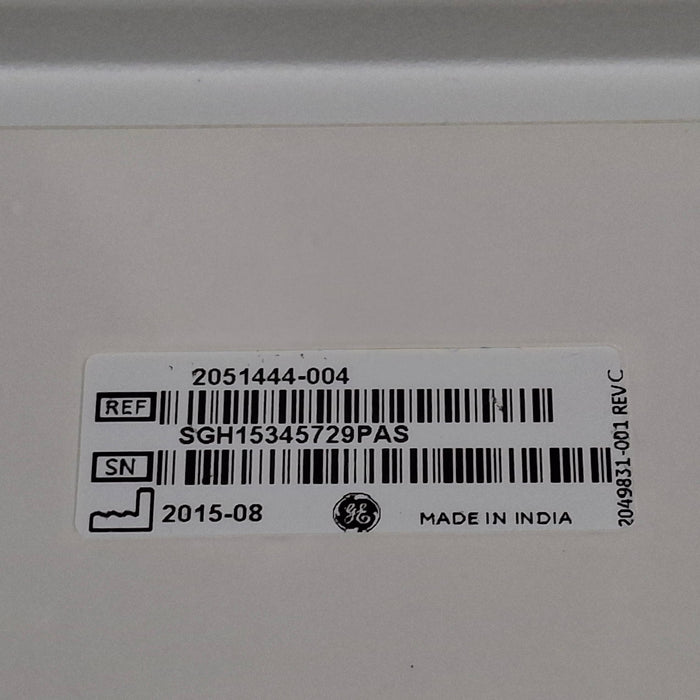 2051444-004
REF
SGH15345729PAS
SN
2015-08
GE
MADE IN INDIA
2049831-001 REV C